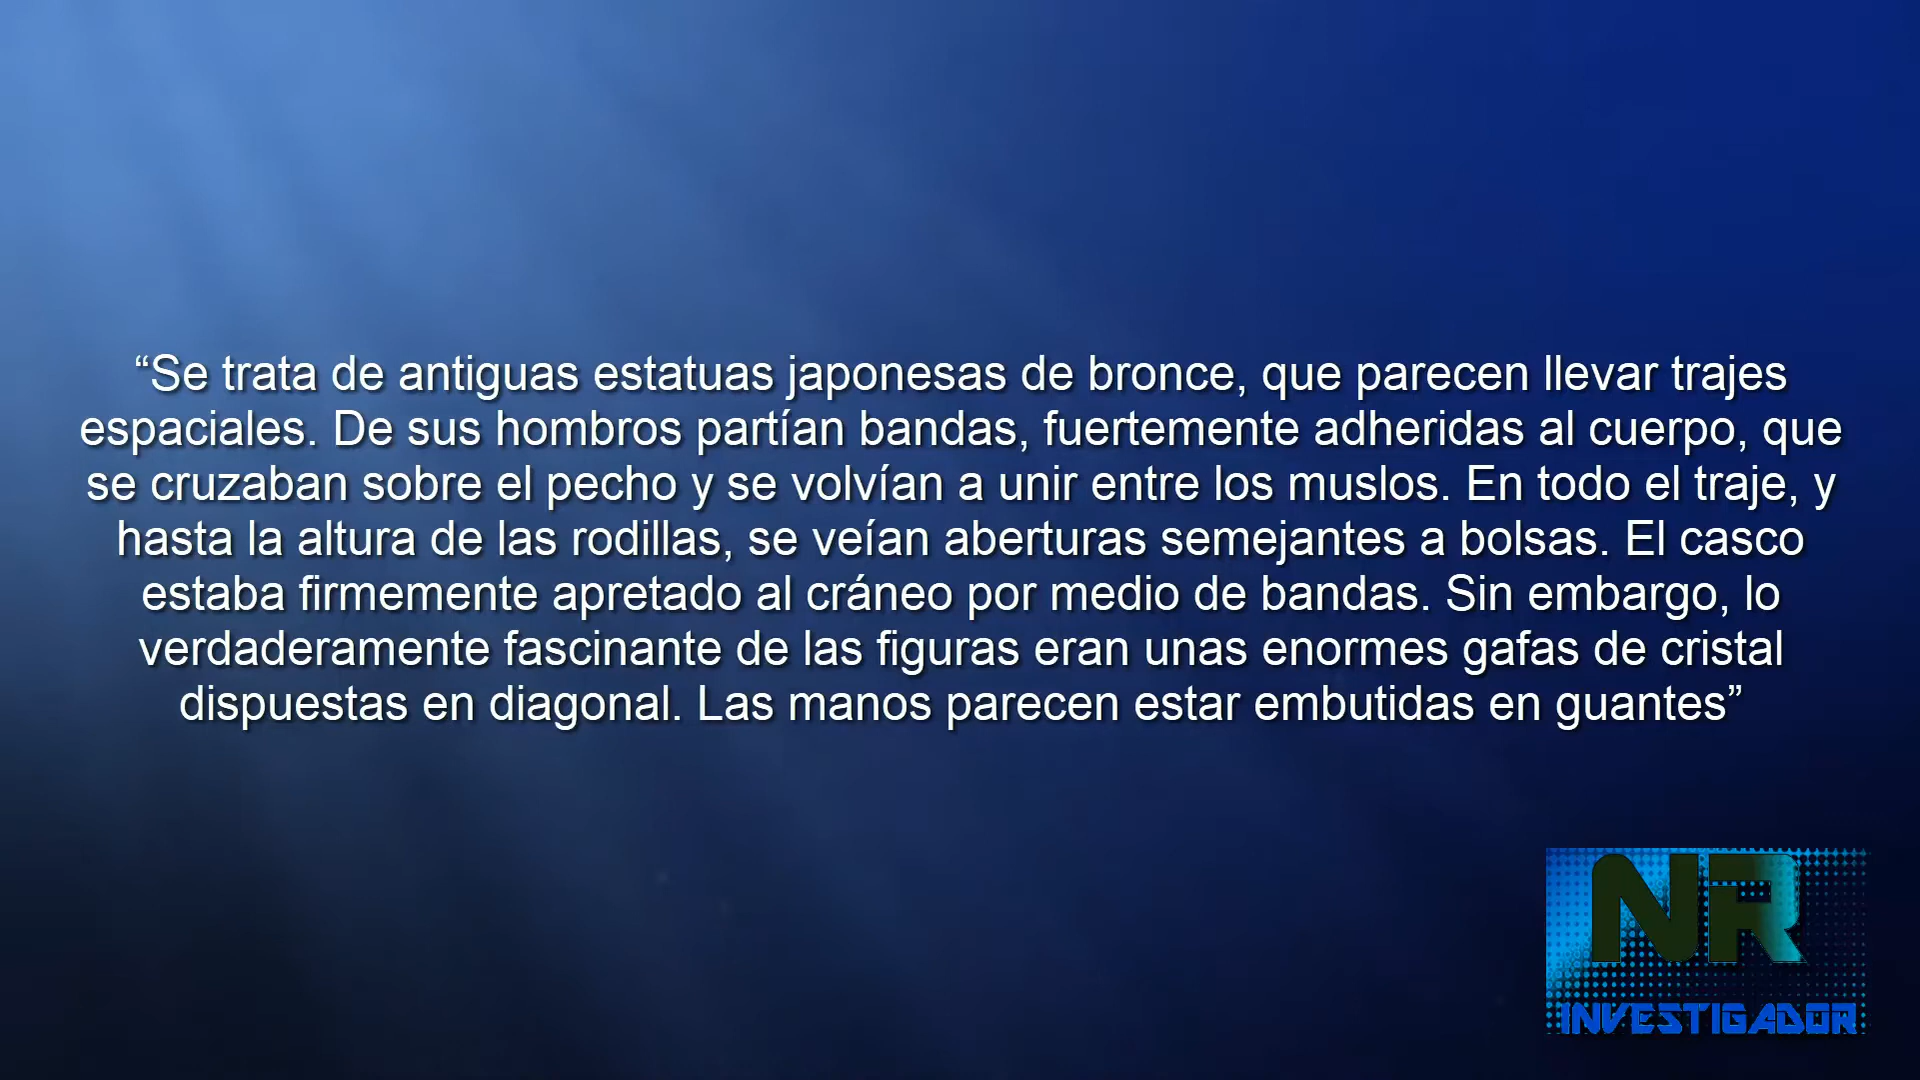 “Se trata de antiguas estatuas japonesas de bronce, que parecen llevar trajes
espaciales. De sus hombros partían bandas, fuertemente adheridas al cuerpo, que
se cruzaban sobre el pecho y se volvían a unir entre los muslos. En todo el traje, y
hasta la altura de las rodillas, se veían aberturas semejantes a bolsas. El casco
estaba firmemente apretado al cráneo por medio de bandas. Sin embargo, lo
verdaderamente fascinante de las figuras eran unas enormes gafas de cristal
dispuestas en diagonal. Las manos parecen estar embutidas en guantes”
NR
INVESTIGADOR